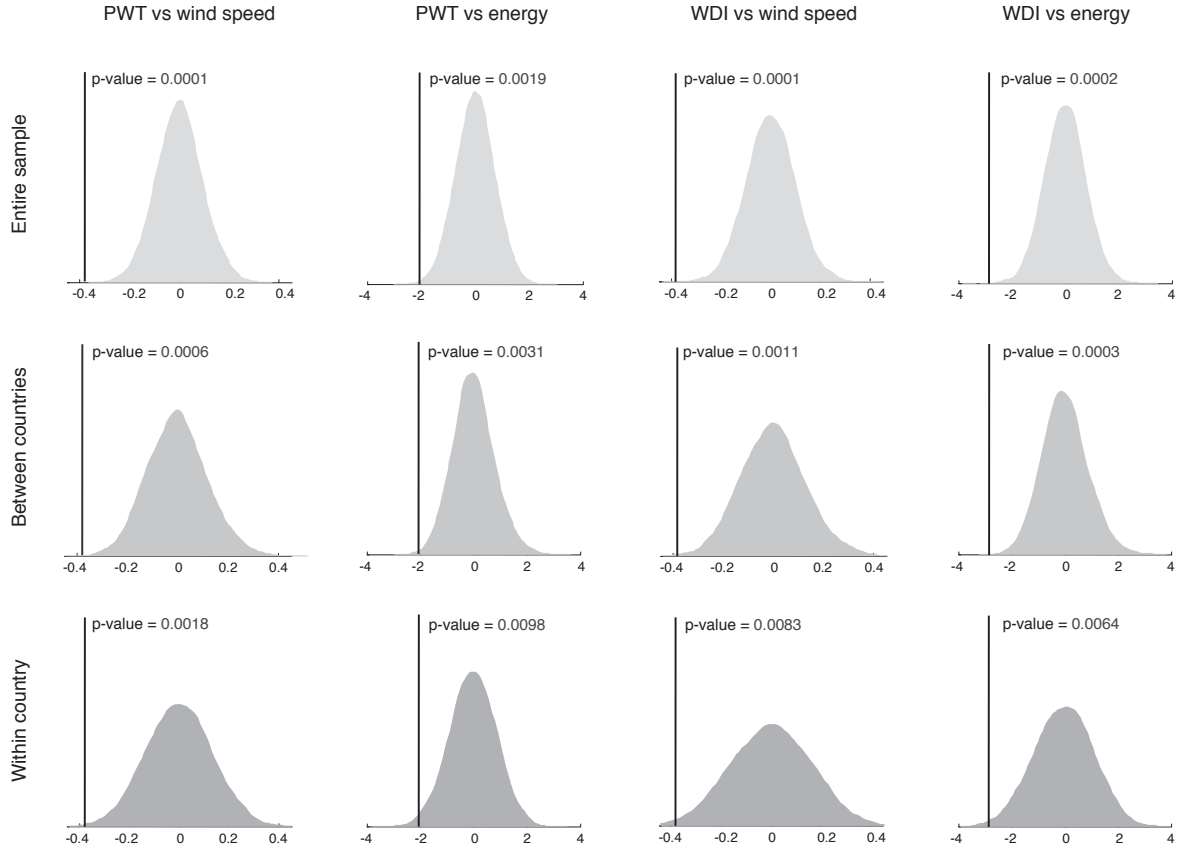 PWT vs wind speed PWT vs energy WDI vs wind speed WDI vs energy
Entire sample
p-value = 0.0001 p-value = 0.0019 p-value = 0.0001 p-value = 0.0002
-0.4 -0.2 0 0.2 0.4 -4 -2 0 2 4 -0.4 -0.2 0 0.2 0.4 -4 -2 0 2 4
Between countries
p-value = 0.0006 p-value = 0.0031 p-value = 0.0011 p-value = 0.0003
-0.4 -0.2 0 0.2 0.4 -4 -2 0 2 4 -0.4 -0.2 0 0.2 0.4 -4 -2 0 2 4
Within country
p-value = 0.0018 p-value = 0.0098 p-value = 0.0083 p-value = 0.0064
-0.4 -0.2 0 0.2 0.4 -4 -2 0 2 4 -0.4 -0.2 0 0.2 0.4 -4 -2 0 2 4